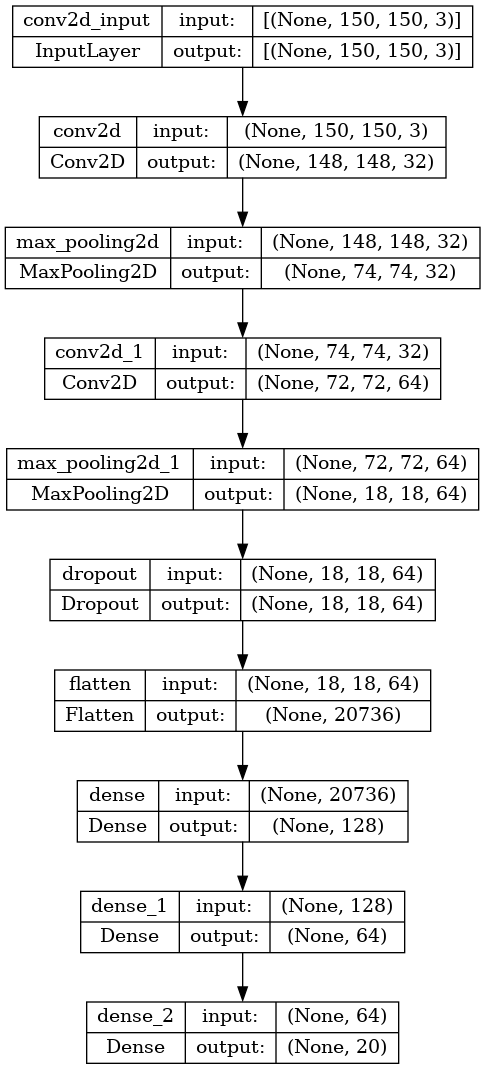 conv2d_input input: [(None, 150, 150, 3)]
InputLayer output: [(None, 150, 150, 3)]
conv2d input: (None, 150, 150, 3)
Conv2D output: (None, 148, 148, 32)
max_pooling2d input: (None, 148, 148, 32)
MaxPooling2D output: (None, 74, 74, 32)
conv2d_1 input: (None, 74, 74, 32)
Conv2D output: (None, 72, 72, 64)
max_pooling2d_1 input: (None, 72, 72, 64)
MaxPooling2D output: (None, 18, 18, 64)
dropout input: (None, 18, 18, 64)
Dropout output: (None, 18, 18, 64)
flatten input: (None, 18, 18, 64)
Flatten output: (None, 20736)
dense input: (None, 20736)
Dense output: (None, 128)
dense_1 input: (None, 128)
Dense output: (None, 64)
dense_2 input: (None, 64)
Dense output: (None, 20)